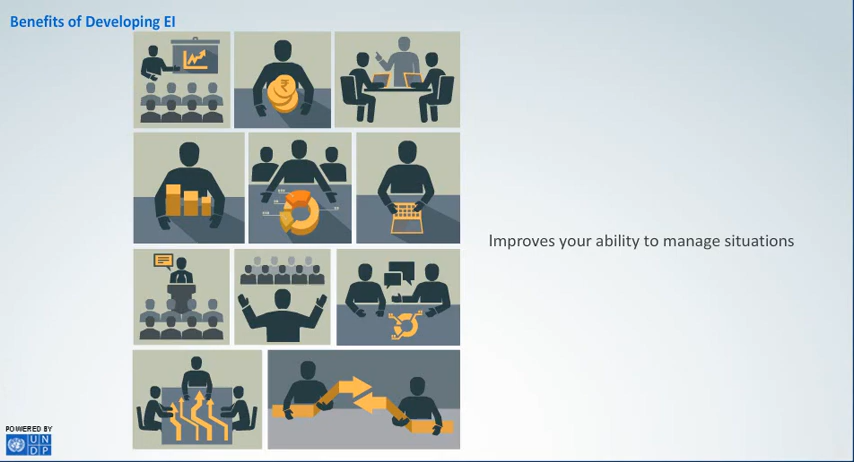 Benefits of Developing EI
₹
Improves your ability to manage situations
POWERED BY
U N
D P